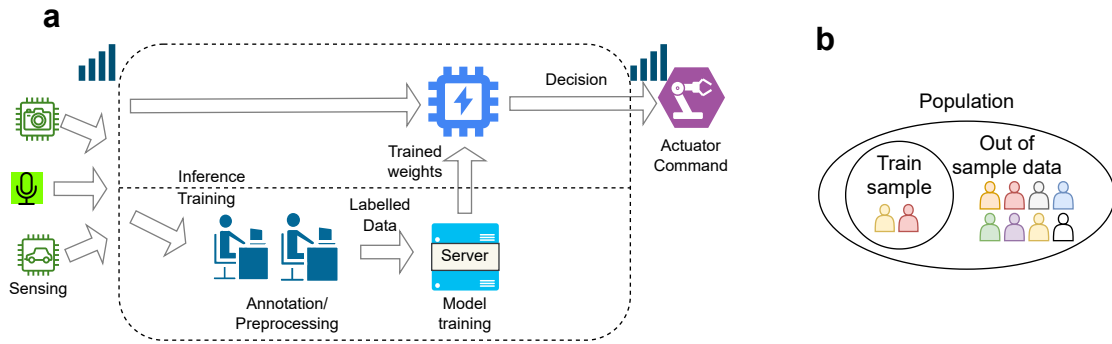 a
Decision
Actuator
Command
Trained
weights
Inference
Training
Labelled
Data
Server
Sensing
Annotation/
Preprocessing
Model
training
b
Population
Train
sample
Out of
sample data